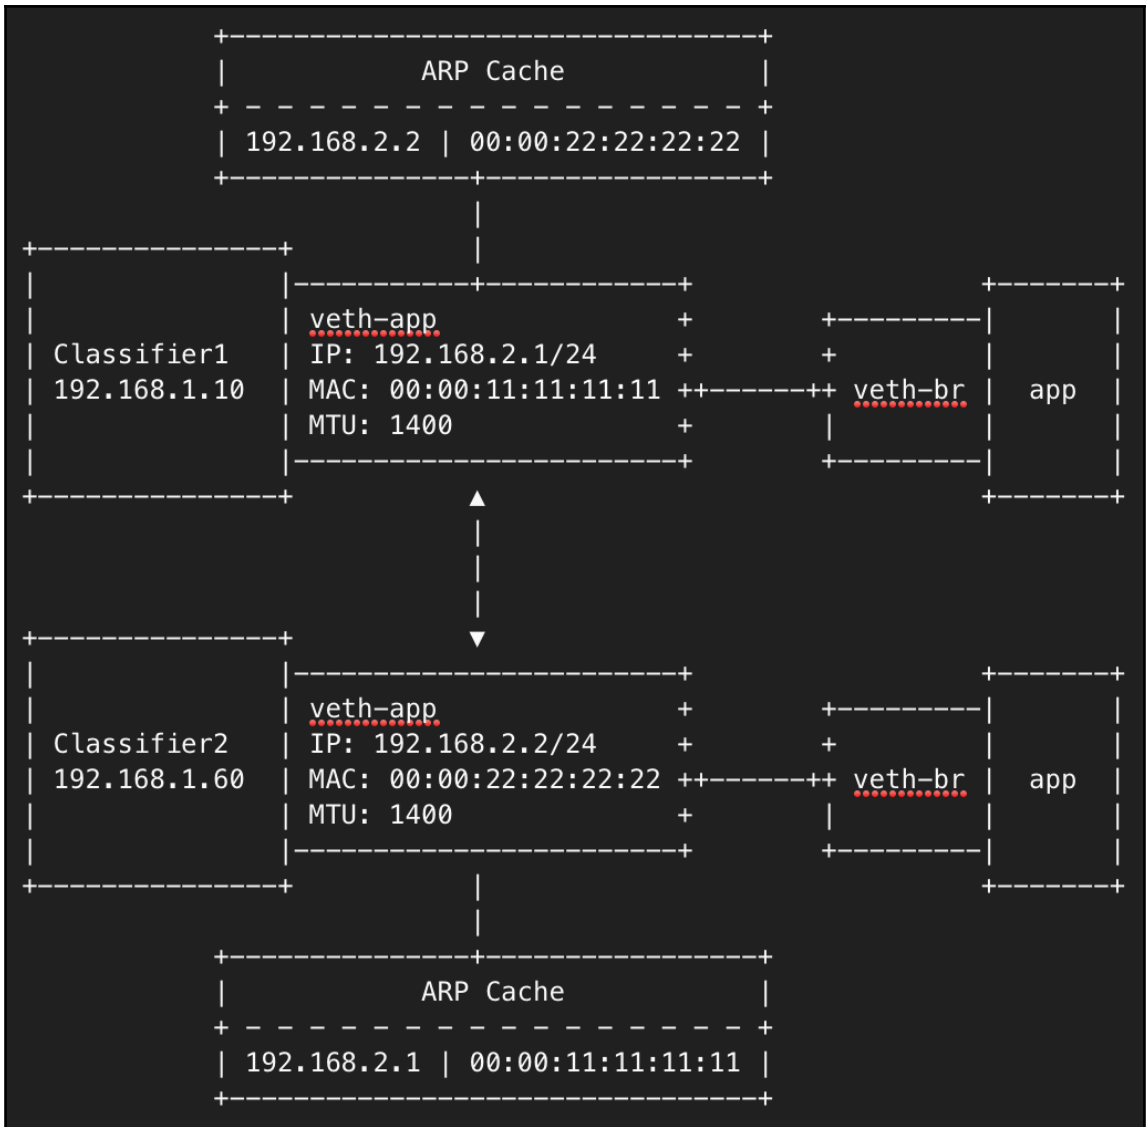 ARP Cache
192.168.2.2 | 00:00:22:22:22:22
veth-app
IP: 192.168.2.1/24
Classifier1
192.168.1.10
MAC: 00:00:11:11:11:11
MTU: 1400
veth-br
app
veth-app
IP: 192.168.2.2/24
Classifier2
192.168.1.60
MAC: 00:00:22:22:22:22
MTU: 1400
veth-br
app
ARP Cache
192.168.2.1 | 00:00:11:11:11:11